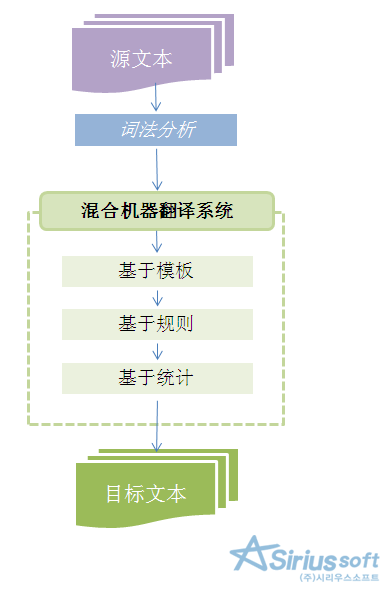 源文本
词法分析
混合机器翻译系统
基于模板
基于规则
基于统计
目标文本
Siriussoft
(주)시리우스소프트